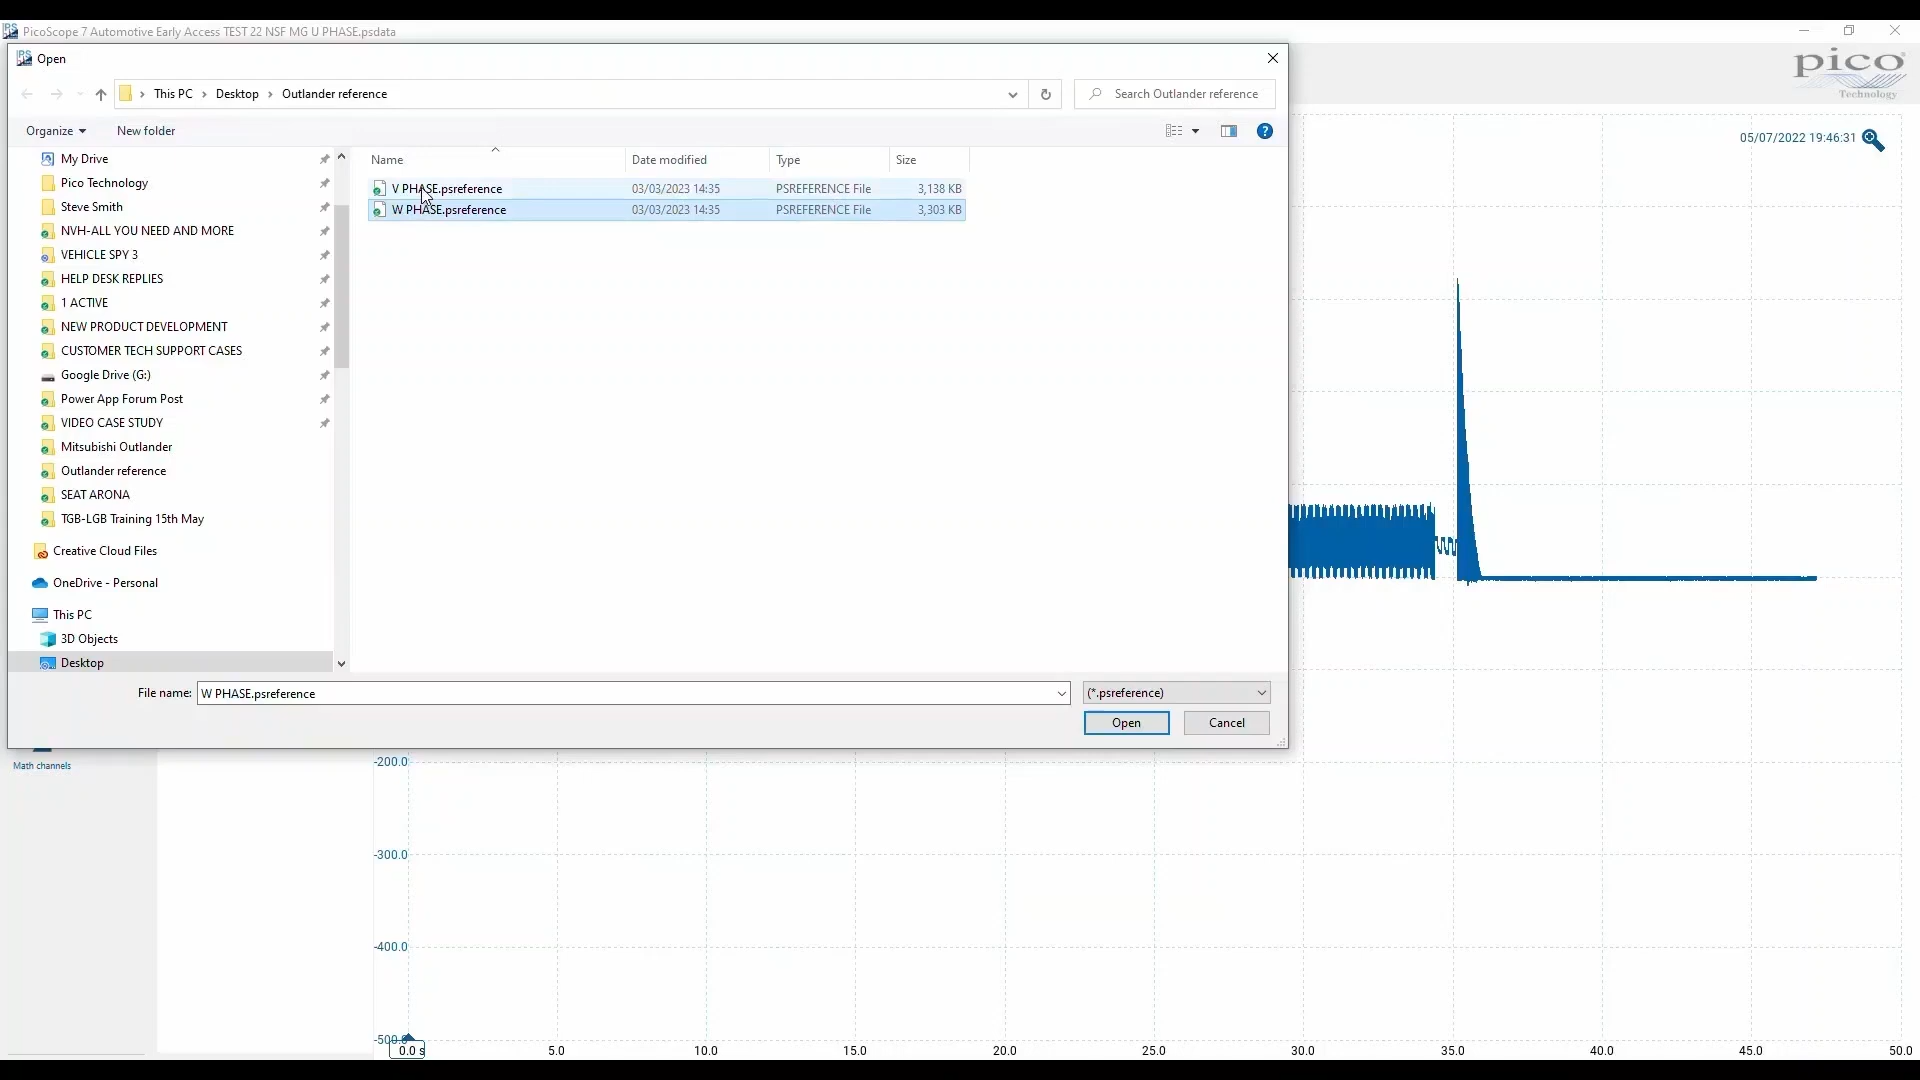 PicoScope 7 Automotive Early Access TEST 22 NSF MG U PHASE.psdata
Open
pico
Technology
This PC > Desktop > Outlander reference
Search Outlander reference
Organize
New folder
05/07/2022 19:46:31
Name Date modified Type Size
V PHASE.psreference 03/03/2023 14:35 PSREFERENCE File 3,138 KB
W PHASE.psreference 03/03/2023 14:35 PSREFERENCE File 3,303 KB
My Drive
Pico Technology
Steve Smith
NVH-ALL YOU NEED AND MORE
VEHICLE SPY 3
HELP DESK REPLIES
1 ACTIVE
NEW PRODUCT DEVELOPMENT
CUSTOMER TECH SUPPORT CASES
Google Drive (G:)
Power App Forum Post
VIDEO CASE STUDY
Mitsubishi Outlander
Outlander reference
SEAT ARONA
TGB-LGB Training 15th May
Creative Cloud Files
OneDrive - Personal
This PC
3D Objects
Desktop
File name: W PHASE.psreference (*.psreference)
Open Cancel
Math channels
-200.0
-300.0
-400.0
-500.0
0.0 s 5.0 10.0 15.0 20.0 25.0 30.0 35.0 40.0 45.0 50.0